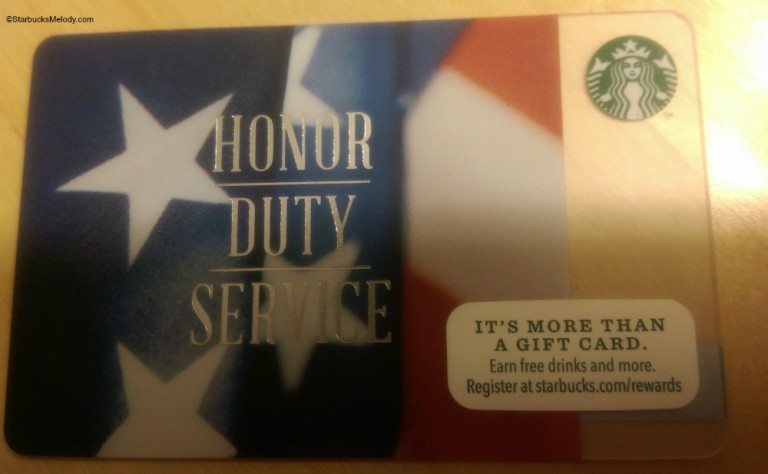 ©StarbucksMelody.com
HONOR
DUTY
SERVICE
TM
IT'S MORE THAN
A GIFT CARD.
Earn free drinks and more.
Register at starbucks.com/rewards